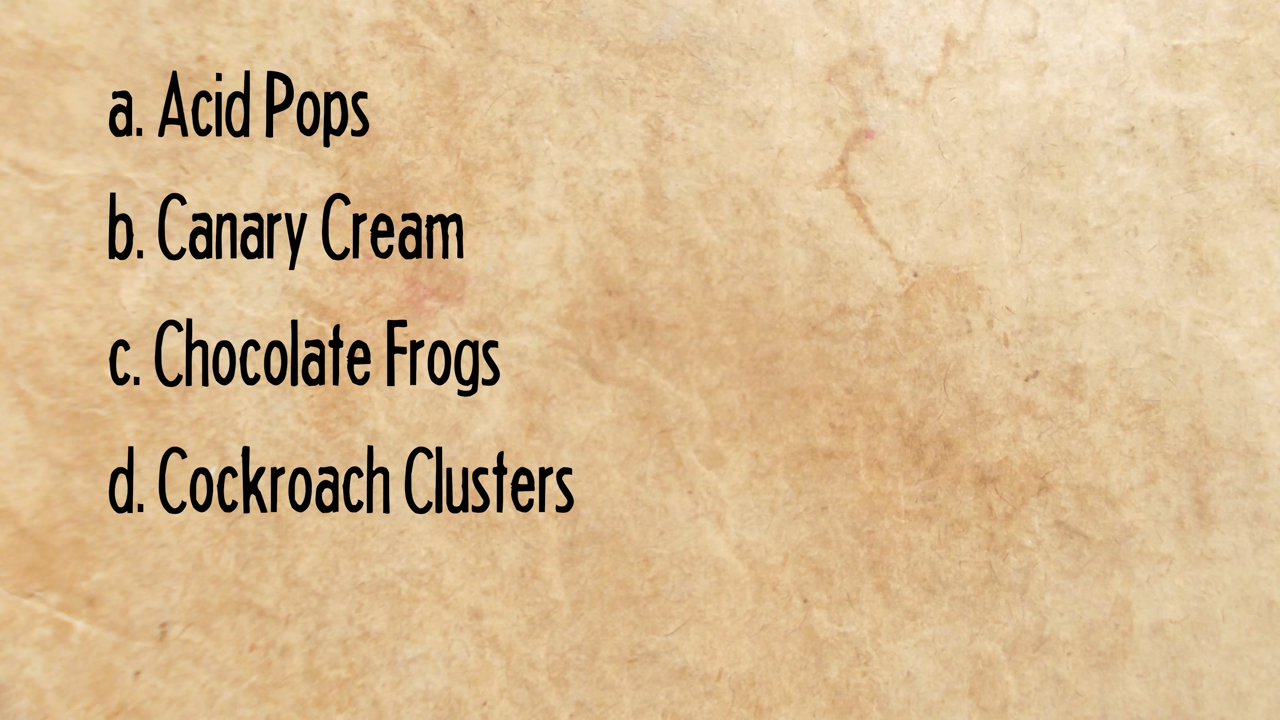 a. Acid Pops
b. Canary Cream
c. Chocolate Frogs
d. Cockroach Clusters